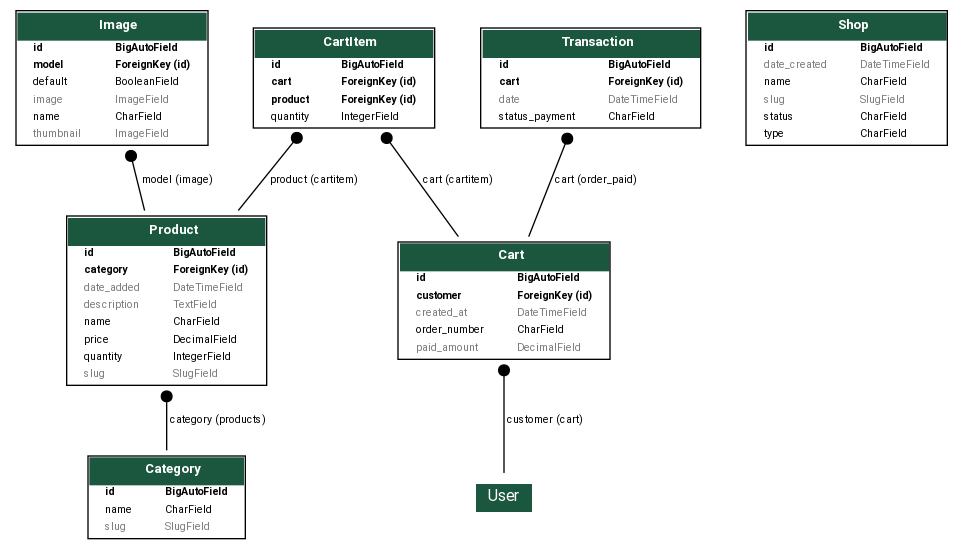 Image
id BigAutoField
model ForeignKey (id)
default BooleanField
image ImageField
name CharField
thumbnail ImageField
CartItem
id BigAutoField
cart ForeignKey (id)
product ForeignKey (id)
quantity IntegerField
Transaction
id BigAutoField
cart ForeignKey (id)
date DateTimeField
status_payment CharField
Shop
id BigAutoField
date_created DateTimeField
name CharField
slug SlugField
status CharField
type CharField
model (image)
product (cartitem)
cart (cartitem)
cart (order_paid)
Product
id BigAutoField
category ForeignKey (id)
date_added DateTimeField
description TextField
name CharField
price DecimalField
quantity IntegerField
slug SlugField
Cart
id BigAutoField
customer ForeignKey (id)
created_at DateTimeField
order_number CharField
paid_amount DecimalField
category (products)
customer (cart)
Category
id BigAutoField
name CharField
slug SlugField
User